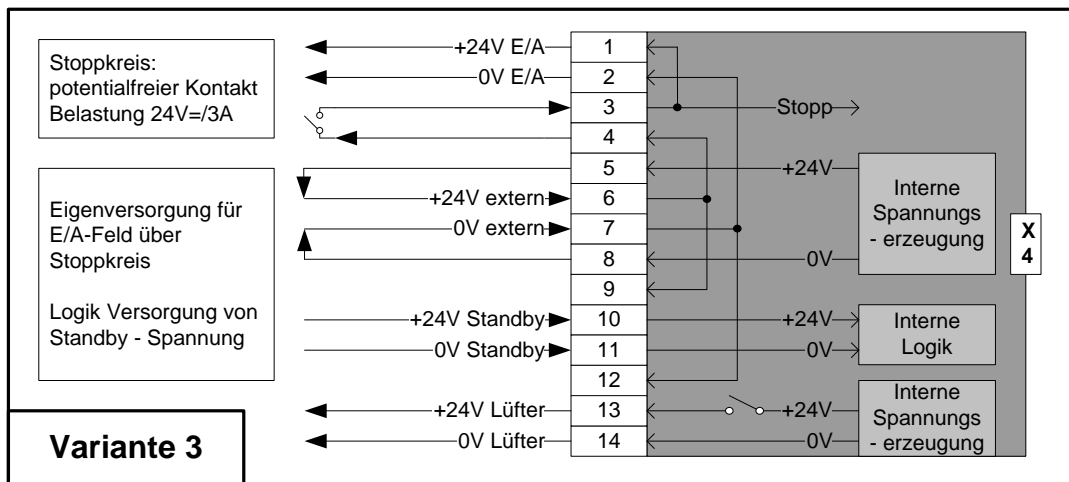 Stoppkreis:
potentialfreier Kontakt
Belastung 24V=/3A
Eigenversorgung für
E/A-Feld über
Stoppkreis
Logik Versorgung von
Standby - Spannung
Variante 3
+24V E/A
0V E/A
+24V extern
0V extern
+24V Standby
0V Standby
+24V Lüfter
0V Lüfter
1
2
3
4
5
6
7
8
9
10
11
12
13
14
Stopp
+24V
0V
+24V
0V
+24V
0V
Interne
Spannungs
- erzeugung
Interne
Logik
Interne
Spannungs
- erzeugung
X
4